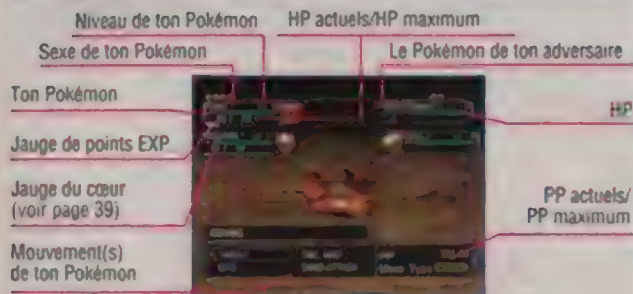 Niveau de ton Pokémon
HP actuels/HP maximum
Sexe de ton Pokémon
Le Pokémon de ton adversaire
Ton Pokémon
HP
Jauge de points EXP
Jauge du cœur
(voir page 39)
PP actuels/
PP maximum
Mouvement(s)
de ton Pokémon